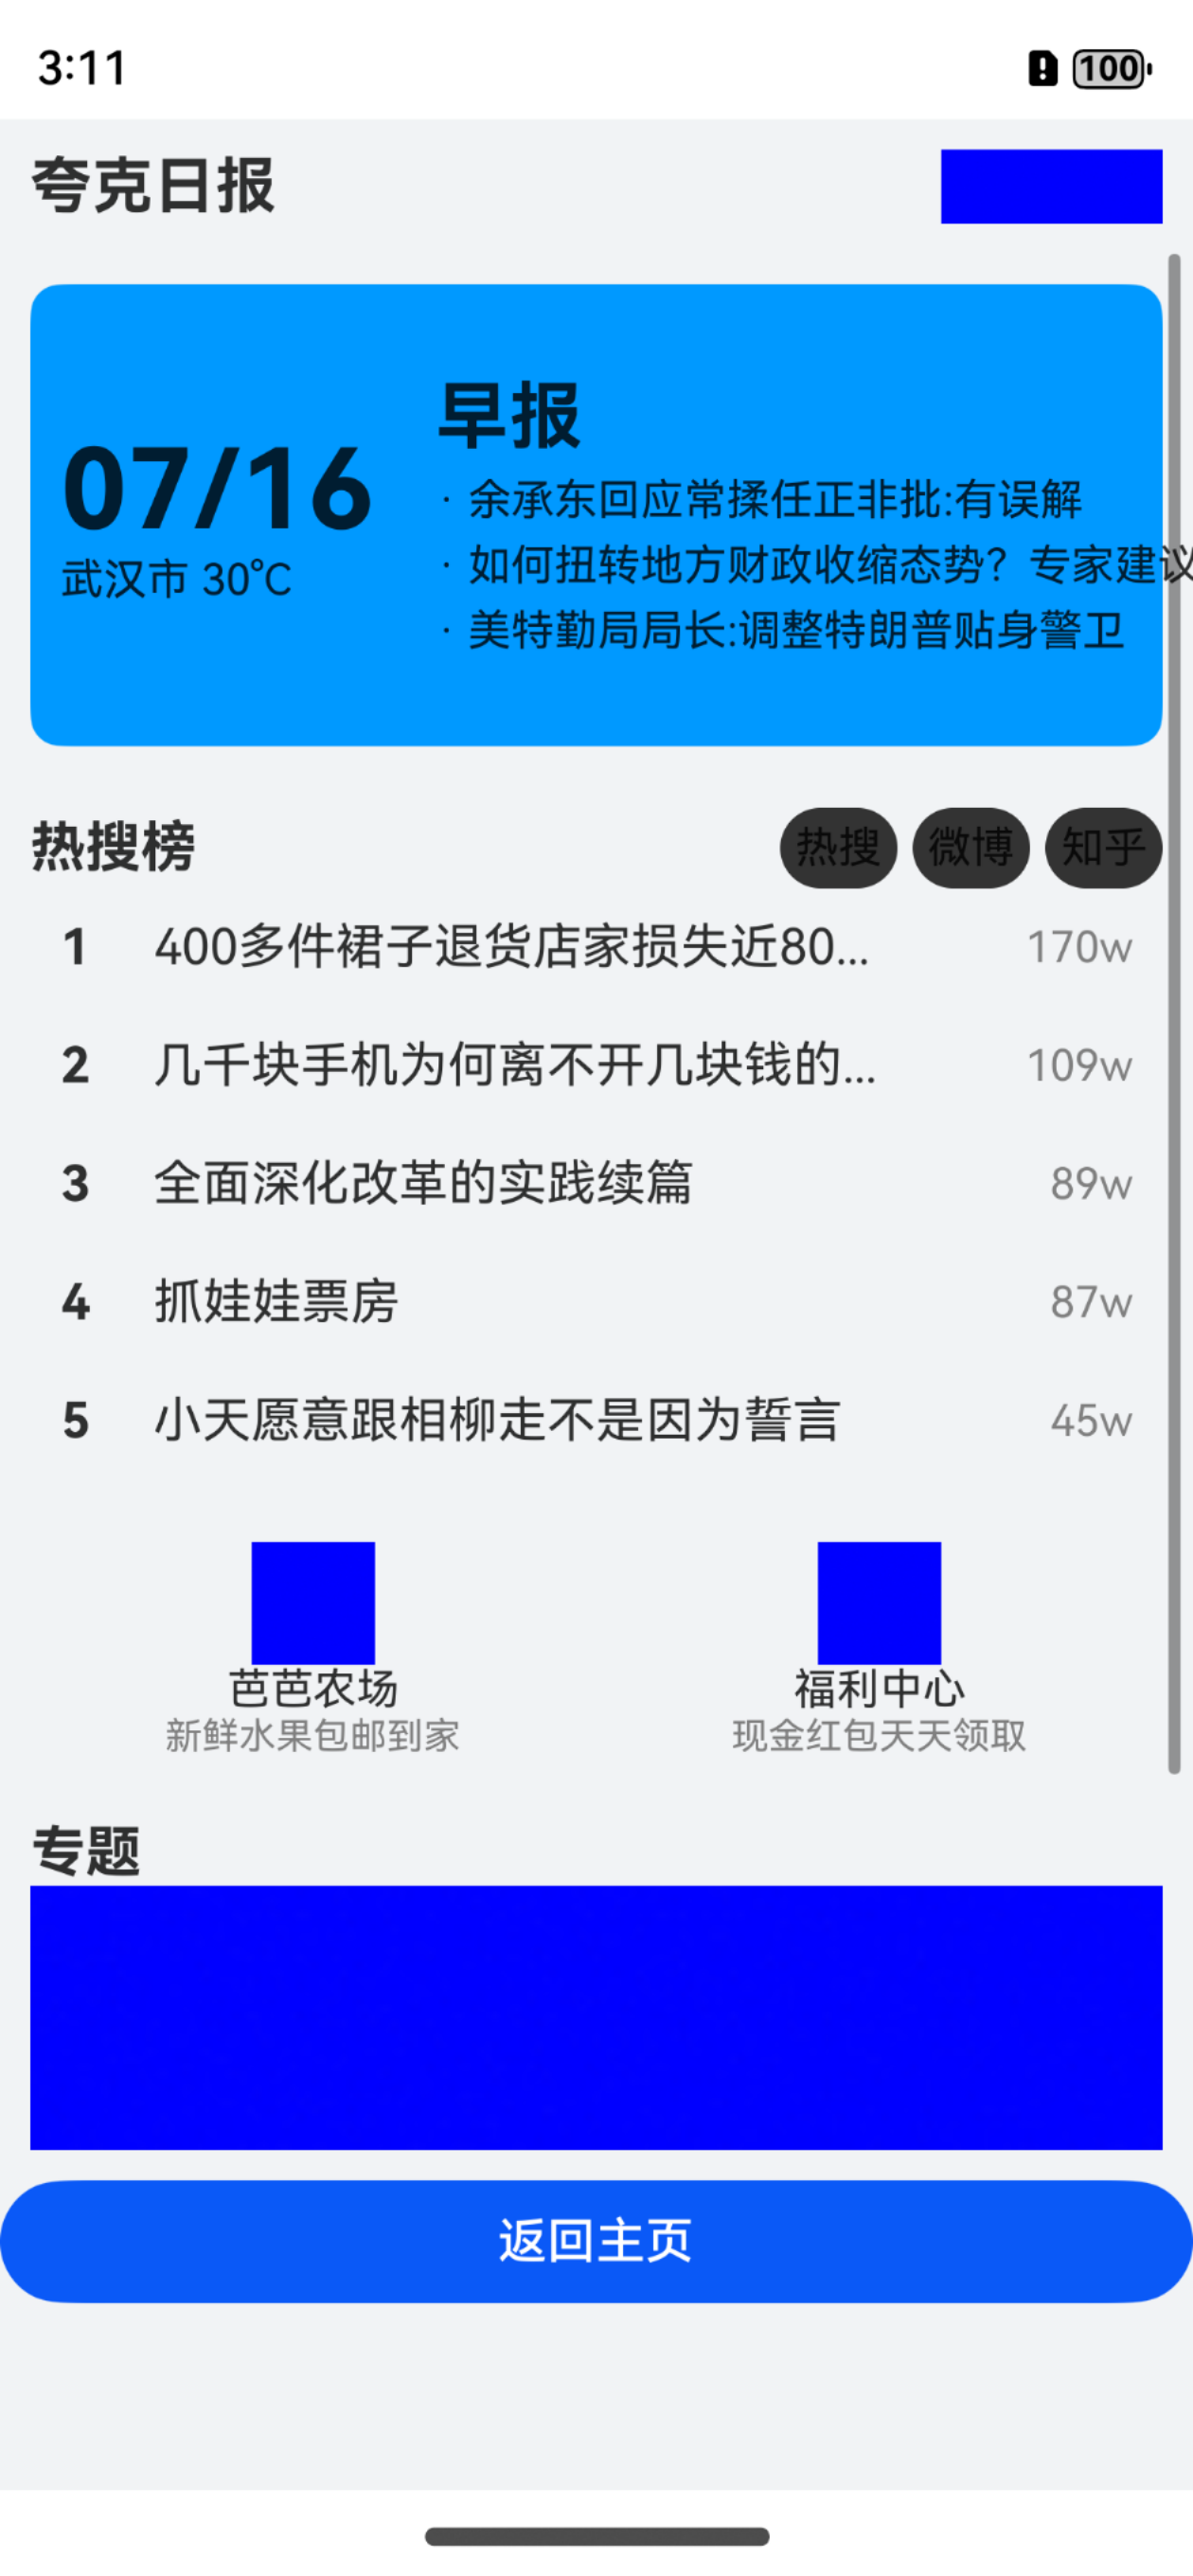 3:11
100
夸克日报
早报
07/16
武汉市 30℃
· 余承东回应常揉任正非批:有误解
· 如何扭转地方财政收缩态势？专家建议
· 美特勤局局长:调整特朗普贴身警卫
热搜榜
热搜 微博 知乎
1 400多件裙子退货店家损失近80... 170w
2 几千块手机为何离不开几块钱的... 109w
3 全面深化改革的实践续篇 89w
4 抓娃娃票房 87w
5 小天愿意跟相柳走不是因为誓言 45w
芭芭农场
新鲜水果包邮到家
福利中心
现金红包天天领取
专题
返回主页